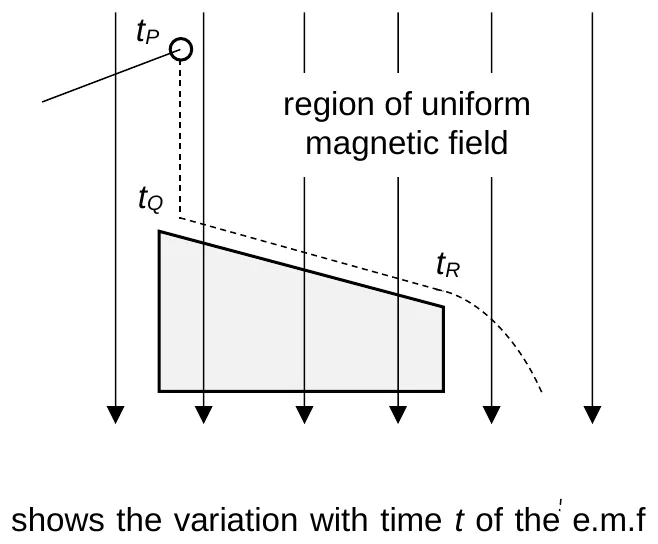 tP
region of uniform
magnetic field
tQ
tR
shows the variation with time t of the e.m.f